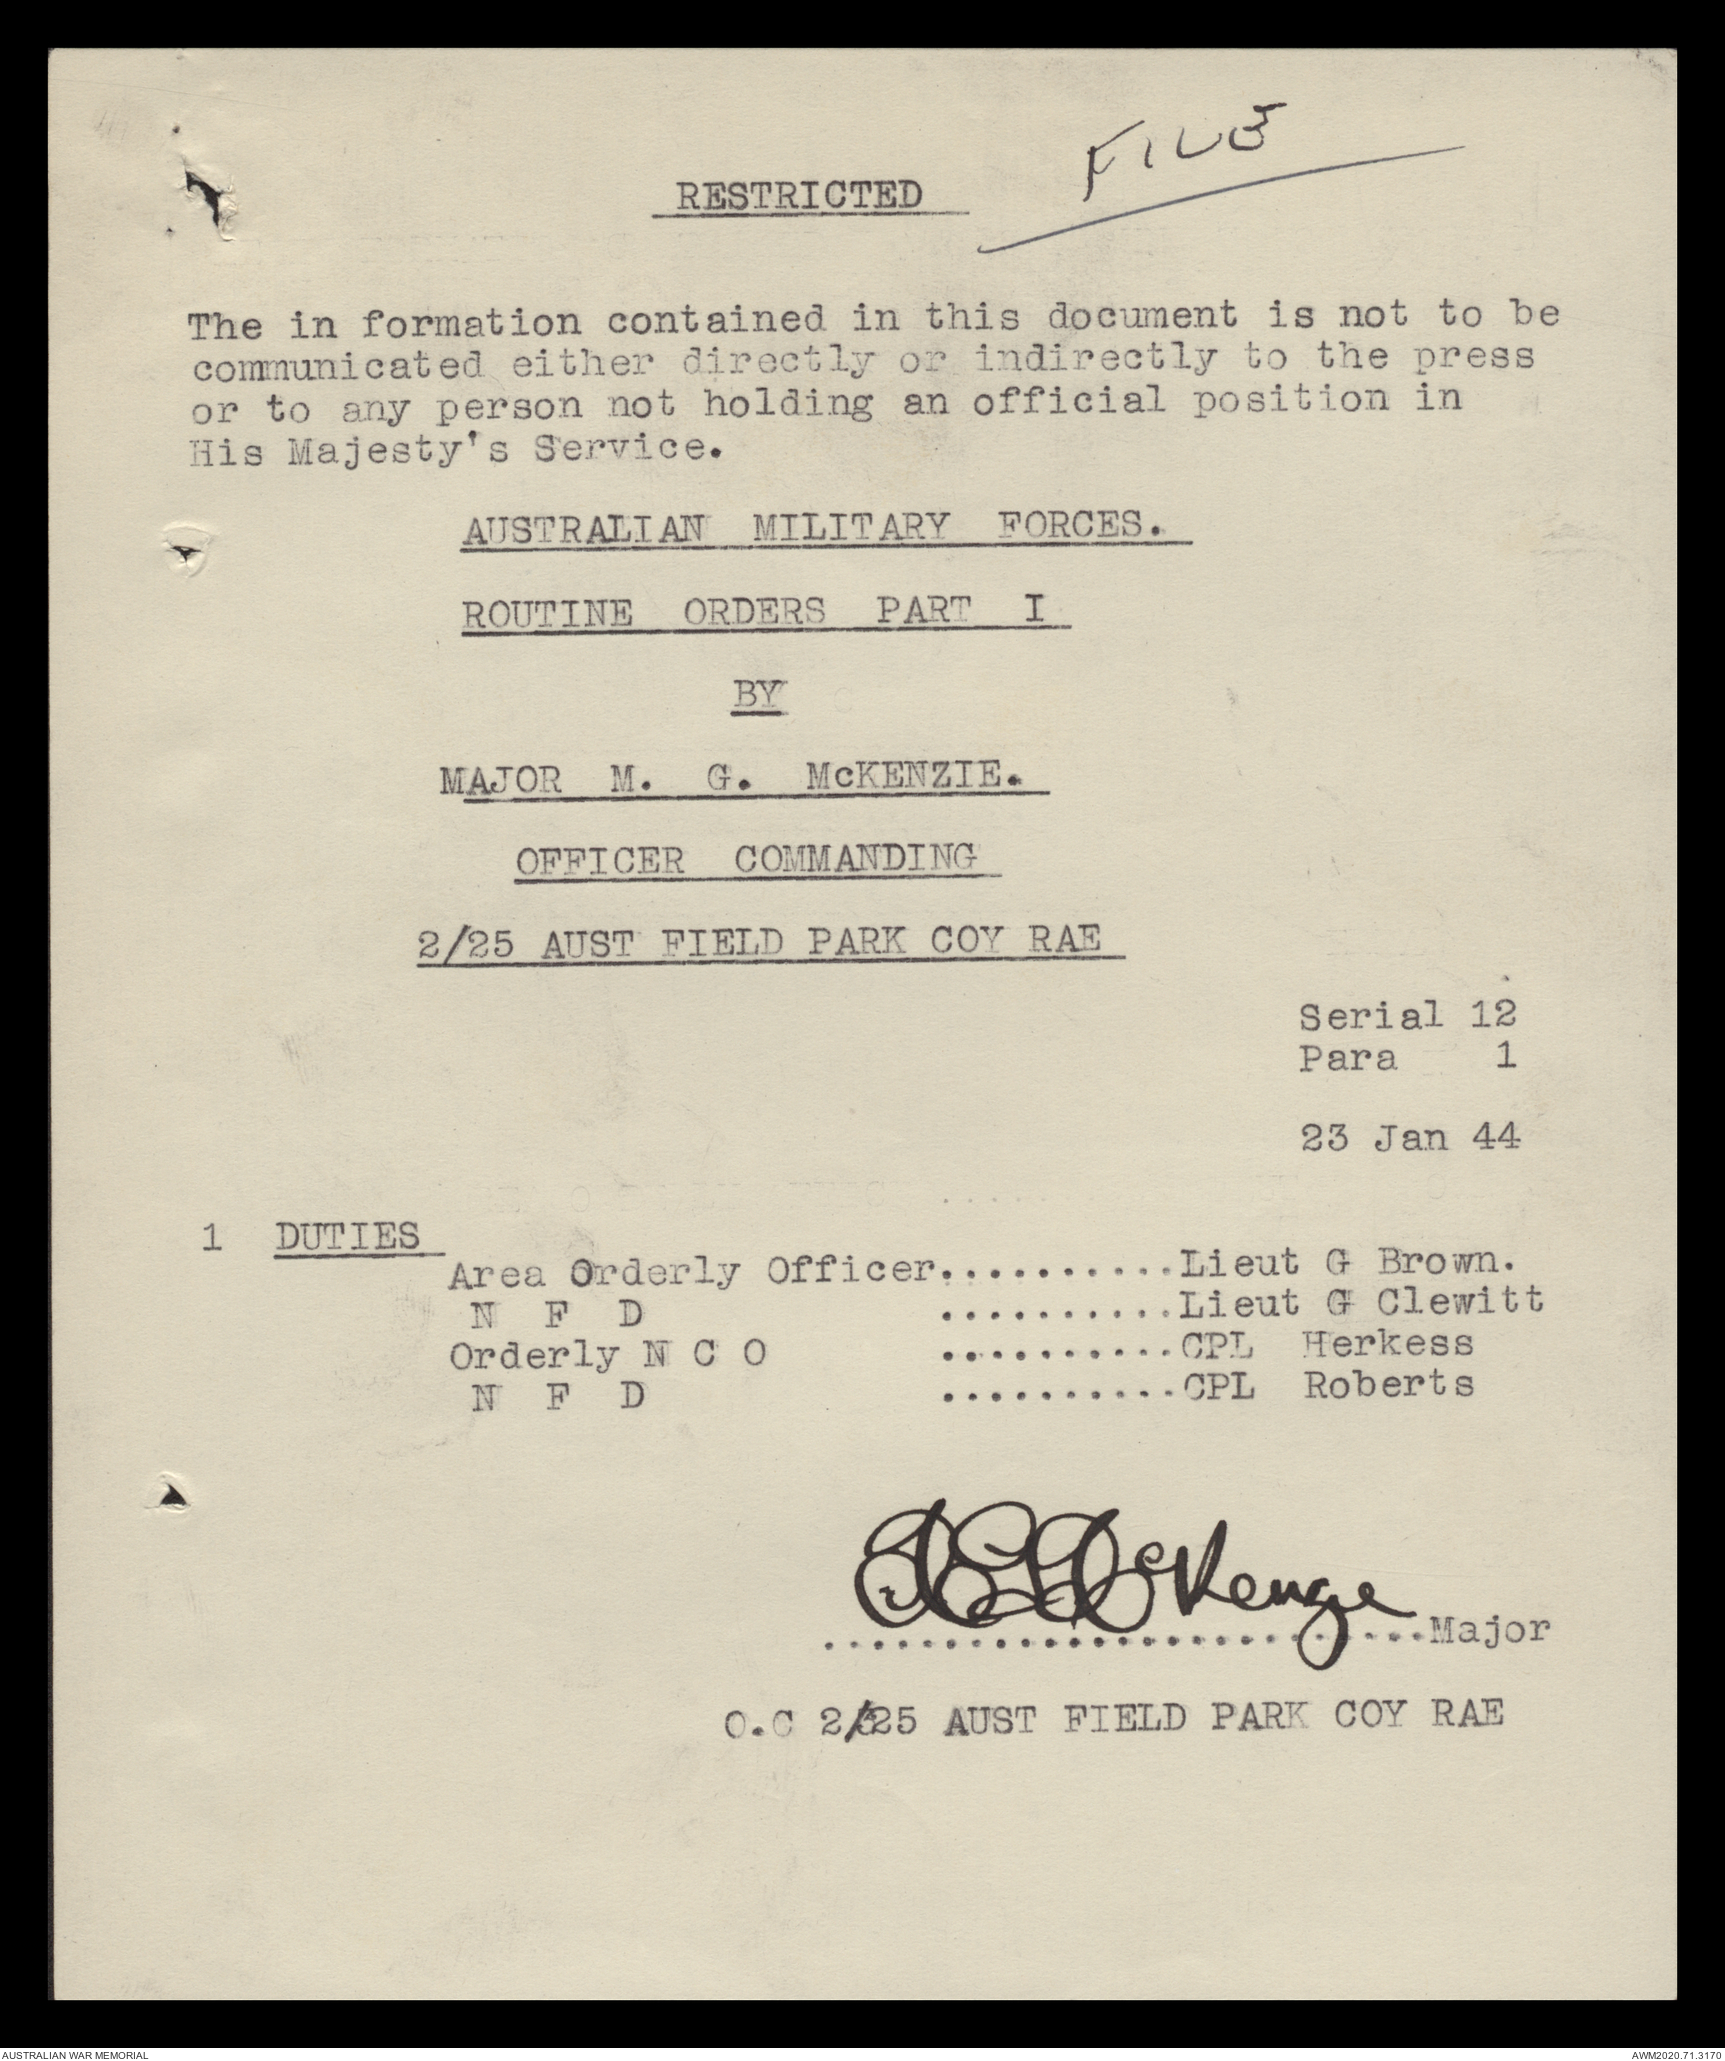 FILE
RESTRICTED
The in formation contained in this document is not to be
communicated either directly or indirectly to the press
or to any person not holding an official position in
His Majesty's Service.
AUSTRALIAN MILITARY FORCES.
ROUTINE ORDERS PART I
BY
MAJOR M. G. McKENZIE.
OFFICER COMMANDING
2/25 AUST FIELD PARK COY RAE
Serial 12
Para 1
23 Jan 44
1 DUTIES
Area Orderly Officer..........Lieut G Brown.
N F D ..........Lieut G Clewitt
Orderly N C O ..........CPL Herkess
N F D ..........CPL Roberts
McKenzie
.........................Major
O.C 2/25 AUST FIELD PARK COY RAE
AUSTRALIAN WAR MEMORIAL
AWM2020.71.3170